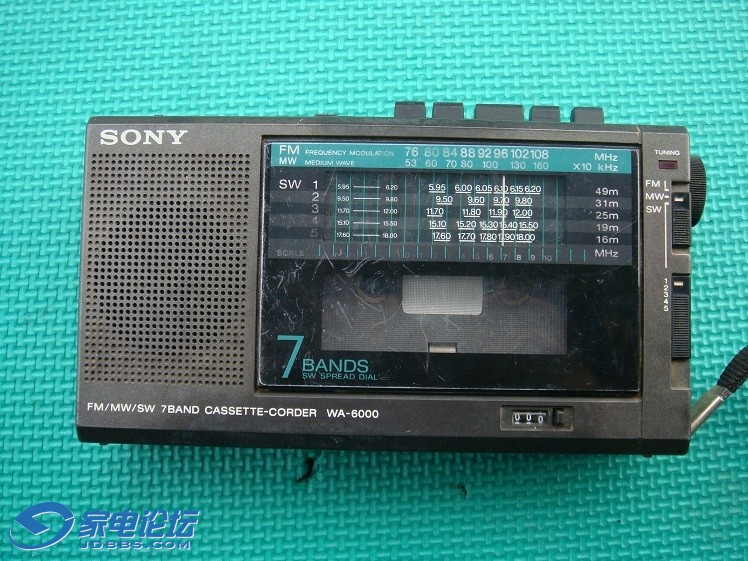 SONY
FM FREQUENCY MODULATION 76 80 84 88 92 96 102 108 MHz
MW MEDIUM WAVE 53 60 70 80 100 130 160 X10 kHz
TUNING
FM
MW
SW
SW 1 5.95 6.20 5.95 6.00 6.05 6.10 6.15 6.20 49m
2 9.50 9.80 9.50 9.60 9.70 9.80 31m
3 11.70 12.00 11.70 11.80 11.90 12.00 25m
4 15.10 15.50 15.10 15.20 15.30 15.40 15.50 19m
5 17.60 18.00 17.60 17.70 17.80 17.90 18.00 16m
SCALE 0 10 0 5 6 7 8 9 10 MHz
1
2
3
4
5
7 BANDS
SW SPREAD DIAL
FM/MW/SW 7BAND CASSETTE-CORDER WA-6000
000
家电论坛
JDBBS.COM